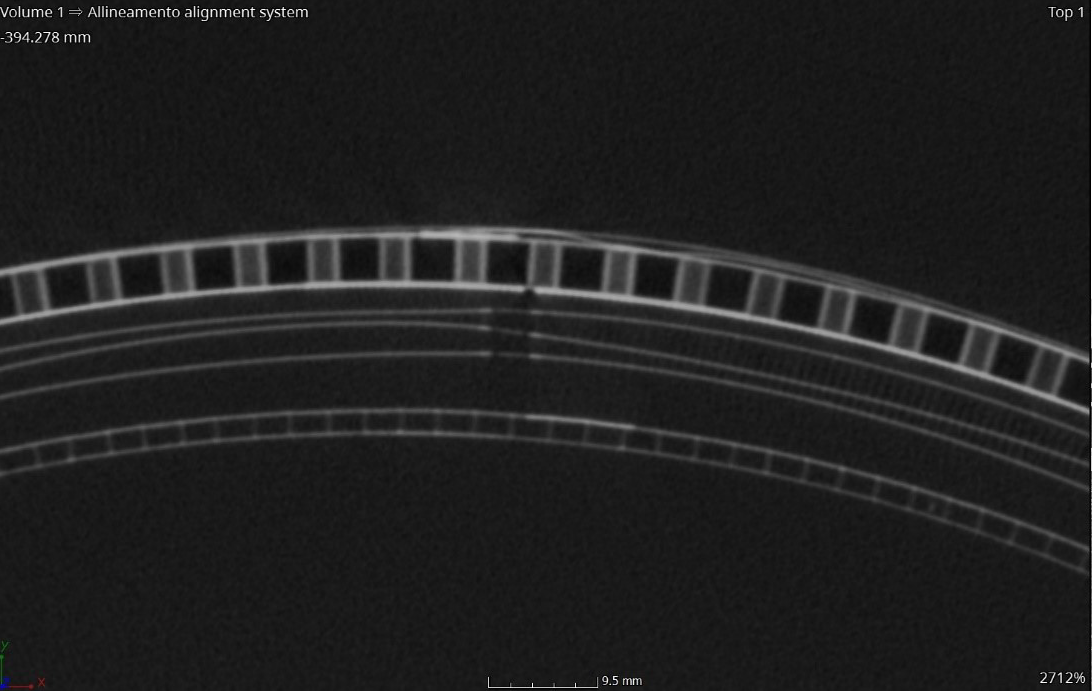 Volume 1 ⇒ Allineamento alignment system
Top 1
-394.278 mm
9.5 mm
2712%
y
x